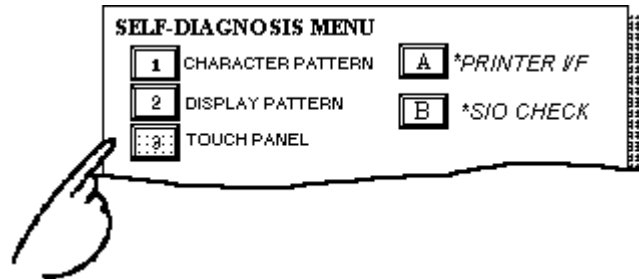 SELF-DIAGNOSIS MENU
1 CHARACTER PATTERN
2 DISPLAY PATTERN
3 TOUCH PANEL
A *PRINTER I/F
B *SIO CHECK